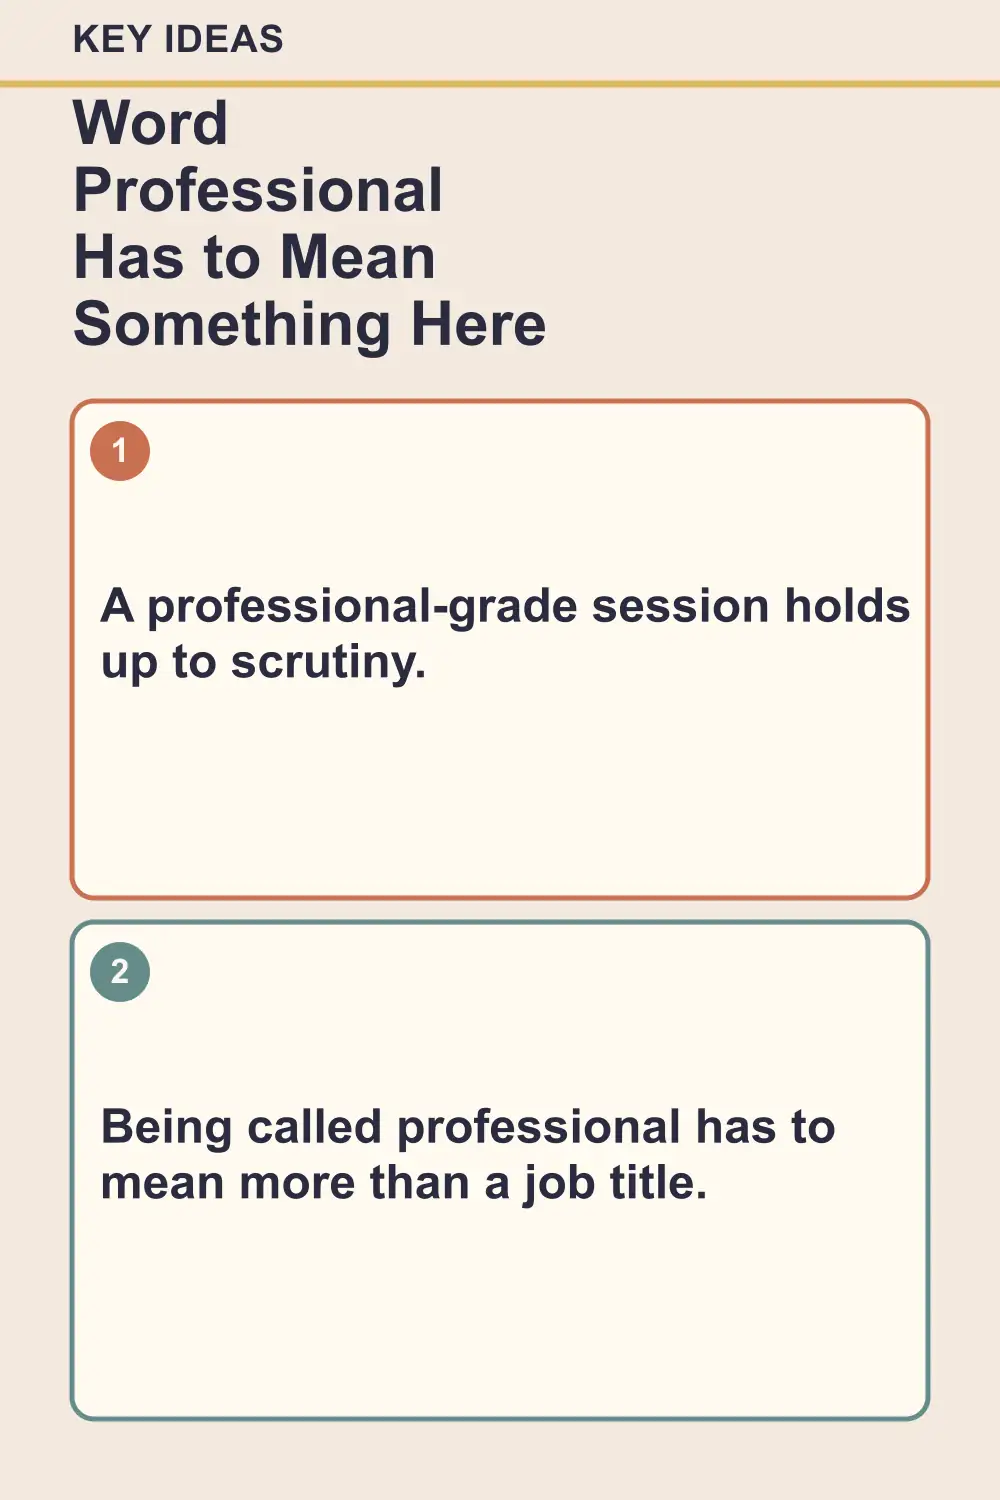 KEY IDEAS
Word
Professional
Has to Mean
Something Here
1
A professional-grade session holds
up to scrutiny.
2
Being called professional has to
mean more than a job title.